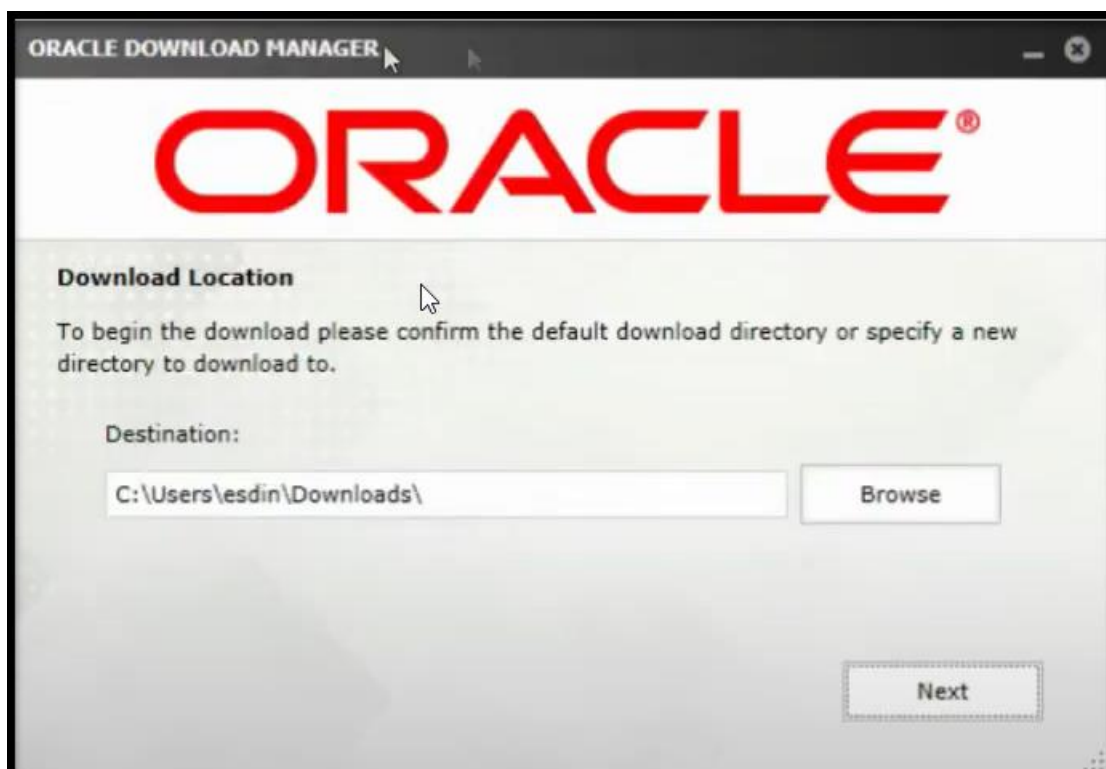 ORACLE DOWNLOAD MANAGER
ORACLE®
Download Location
To begin the download please confirm the default download directory or specify a new
directory to download to.
Destination:
C:\Users\esdin\Downloads\
Browse
Next